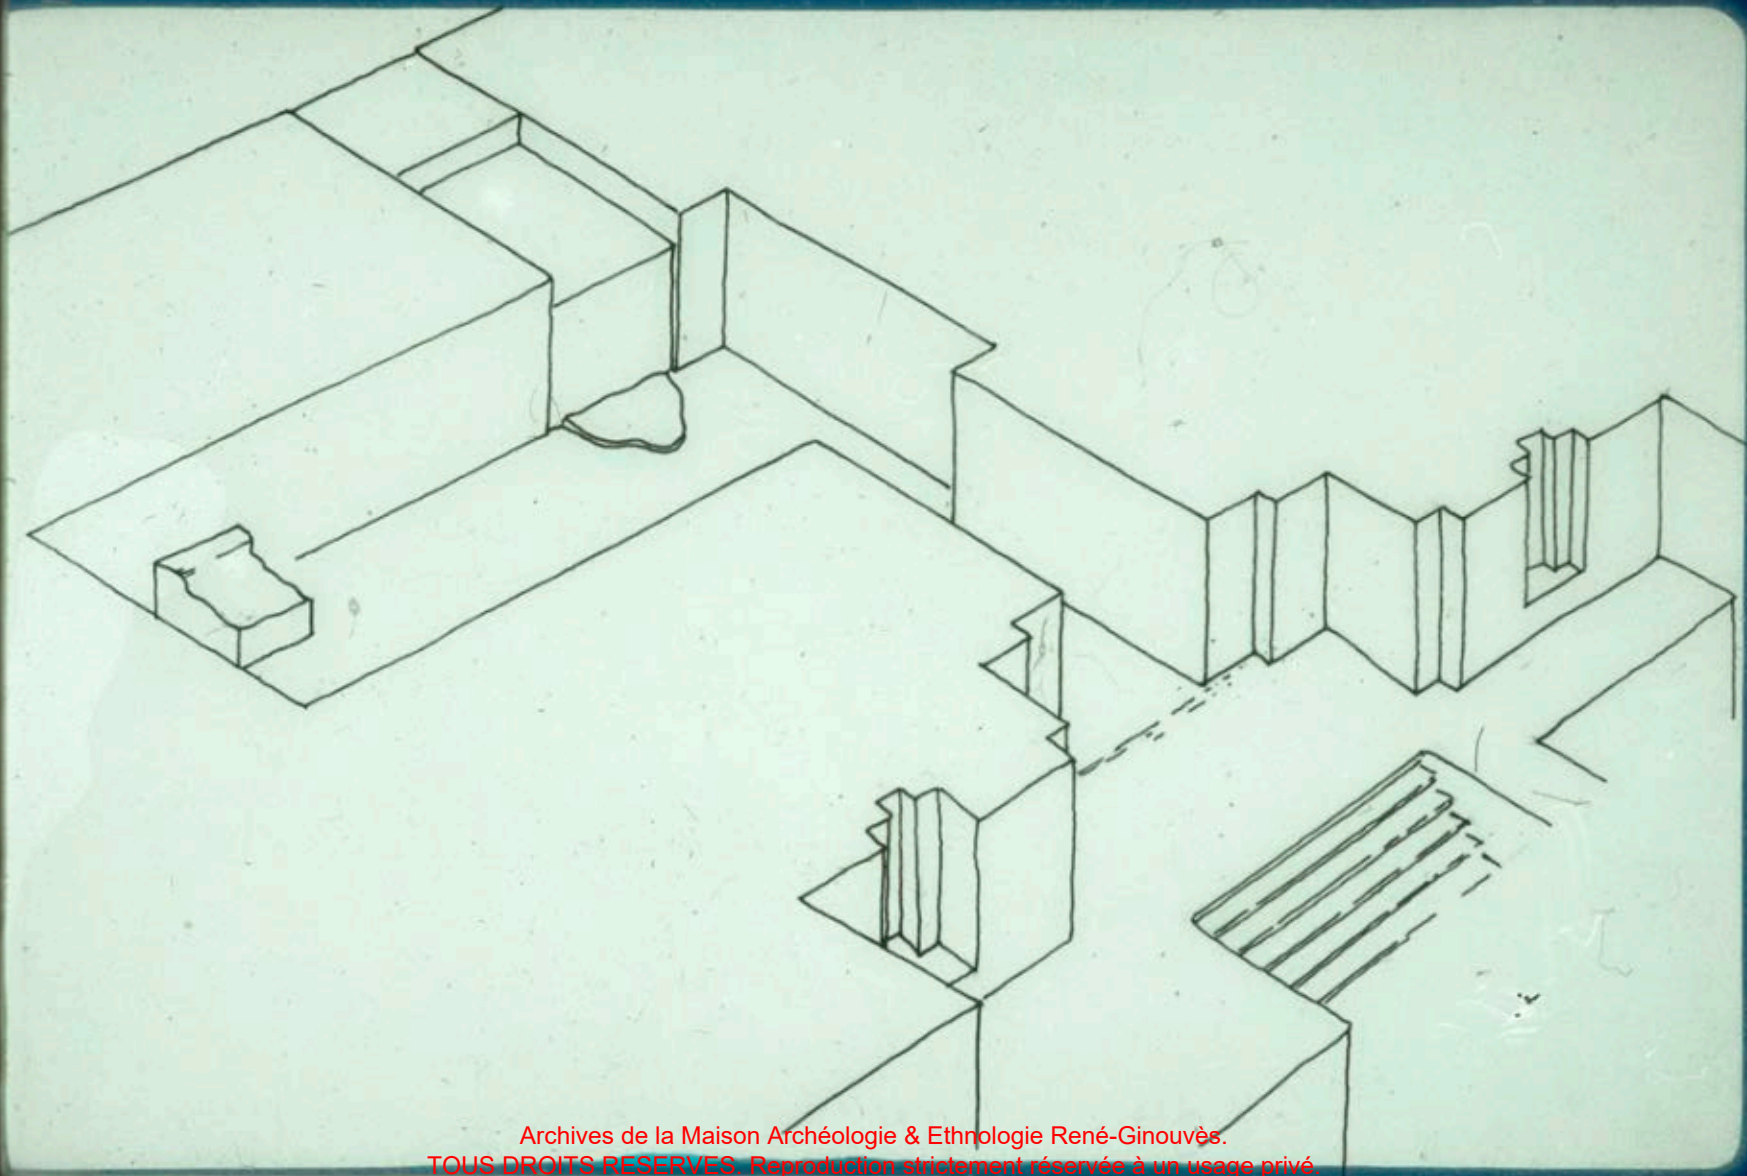 Archives de la Maison Archéologie & Ethnologie René-Ginouvès.
TOUS DROITS RESERVES. Reproduction strictement réservée à un usage privé.